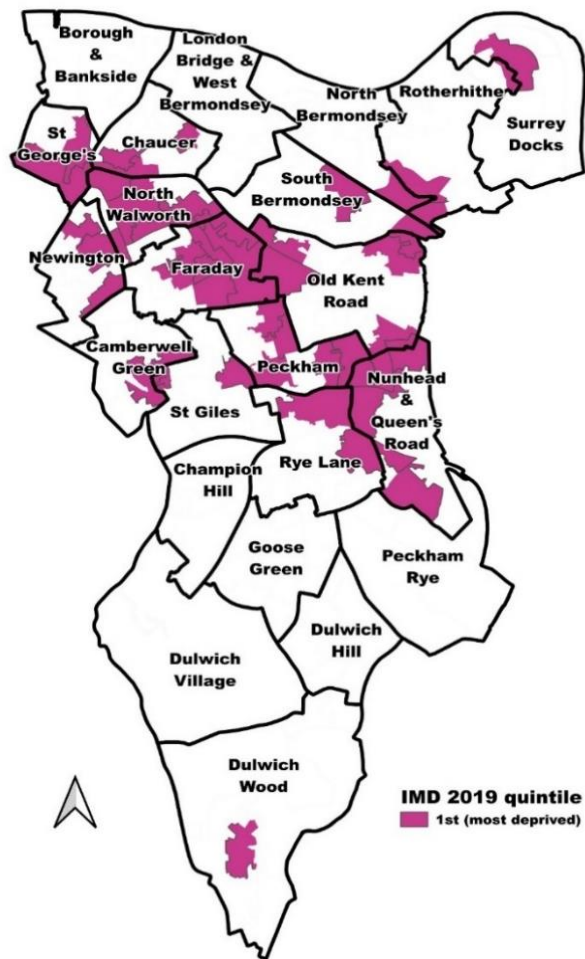 Borough
&
Bankside
London
Bridge &
West
Bermondsey
North
Bermondsey
Rotherhithe
Surrey
Docks
St
George's
Chaucer
South
Bermondsey
North
Walworth
Newington
Faraday
Old Kent
Road
Camberwell
Green
Peckham
Nunhead
&
Queen's
Road
St Giles
Rye Lane
Champion
Hill
Goose
Green
Peckham
Rye
Dulwich
Hill
Dulwich
Village
Dulwich
Wood
IMD 2019 quintile
1st (most deprived)